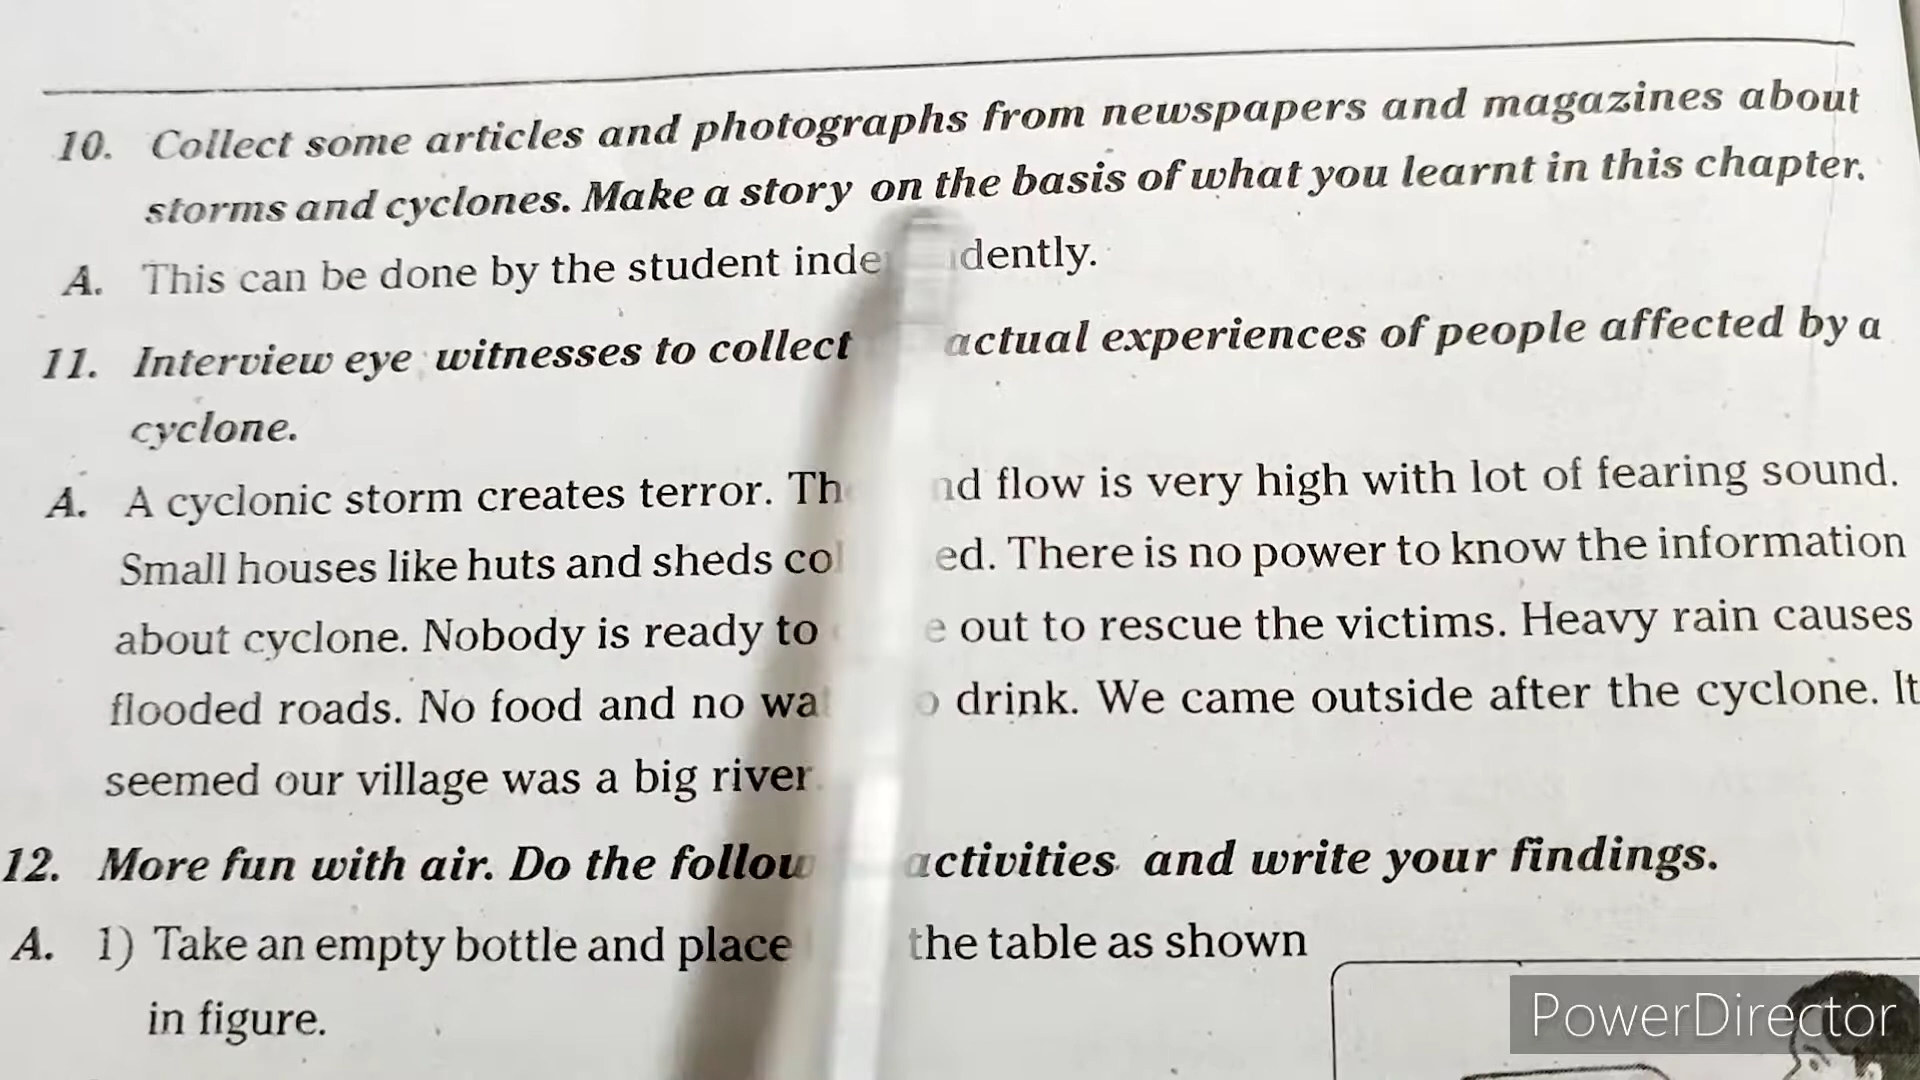 10. Collect some articles and photographs from newspapers and magazines about
storms and cyclones. Make a story on the basis of what you learnt in this chapter.
A. This can be done by the student
11. Interview eye witnesses to collect actual experiences of people affected by a
cyclone.
A. A cyclonic storm creates terror. flow is very high with lot of fearing sound.
Small houses like huts and sheds There is no power to know the information
about cyclone. Nobody is ready to out to rescue the victims. Heavy rain causes
flooded roads. No food and no drink. We came outside after the cyclone. It
seemed our village was a big river
12. More fun with air. Do the activities and write your findings.
A. 1) Take an empty bottle and place the table as shown
in figure.
PowerDirector